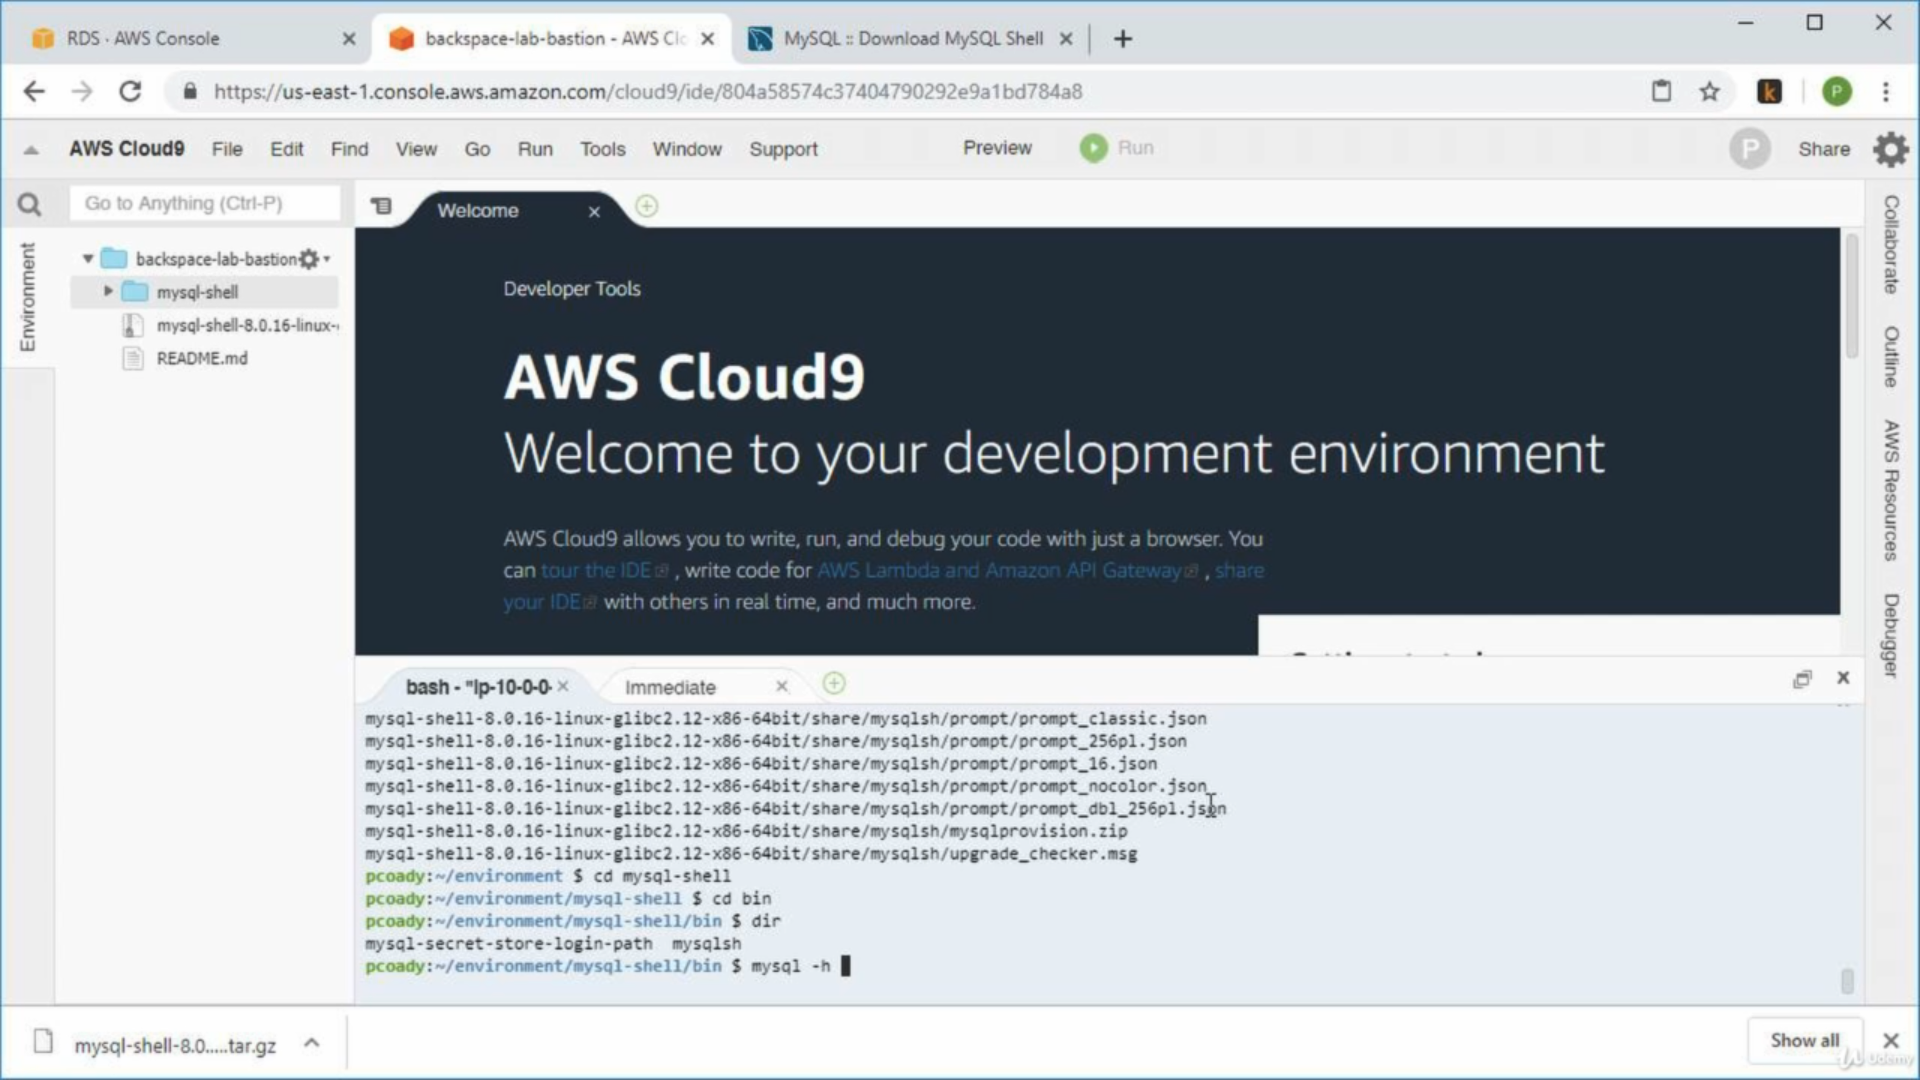 RDS · AWS Console
backspace-lab-bastion - AWS Clo
MySQL :: Download MySQL Shell
https://us-east-1.console.aws.amazon.com/cloud9/ide/804a58574c37404790292e9a1bd784a8
k
P
AWS Cloud9 File Edit Find View Go Run Tools Window Support Preview Run
P
Share
Go to Anything (Ctrl-P)
Welcome
Environment
backspace-lab-bastion
mysql-shell
mysql-shell-8.0.16-linux-
README.md
Developer Tools
AWS Cloud9
Welcome to your development environment
AWS Cloud9 allows you to write, run, and debug your code with just a browser. You
can tour the IDE , write code for AWS Lambda and Amazon API Gateway , share
your IDE with others in real time, and much more.
Collaborate
Outline
AWS Resources
Debugger
bash - "ip-10-0-0-
Immediate
mysql-shell-8.0.16-linux-glibc2.12-x86-64bit/share/mysqlsh/prompt/prompt_classic.json
mysql-shell-8.0.16-linux-glibc2.12-x86-64bit/share/mysqlsh/prompt/prompt_256pl.json
mysql-shell-8.0.16-linux-glibc2.12-x86-64bit/share/mysqlsh/prompt/prompt_16.json
mysql-shell-8.0.16-linux-glibc2.12-x86-64bit/share/mysqlsh/prompt/prompt_nocolor.json
mysql-shell-8.0.16-linux-glibc2.12-x86-64bit/share/mysqlsh/prompt/prompt_dbl_256pl.json
mysql-shell-8.0.16-linux-glibc2.12-x86-64bit/share/mysqlsh/mysqlprovision.zip
mysql-shell-8.0.16-linux-glibc2.12-x86-64bit/share/mysqlsh/upgrade_checker.msg
pcoady:~/environment $ cd mysql-shell
pcoady:~/environment/mysql-shell $ cd bin
pcoady:~/environment/mysql-shell/bin $ dir
mysql-secret-store-login-path mysqlsh
pcoady:~/environment/mysql-shell/bin $ mysql -h
mysql-shell-8.0.....tar.gz
Show all
Udemy